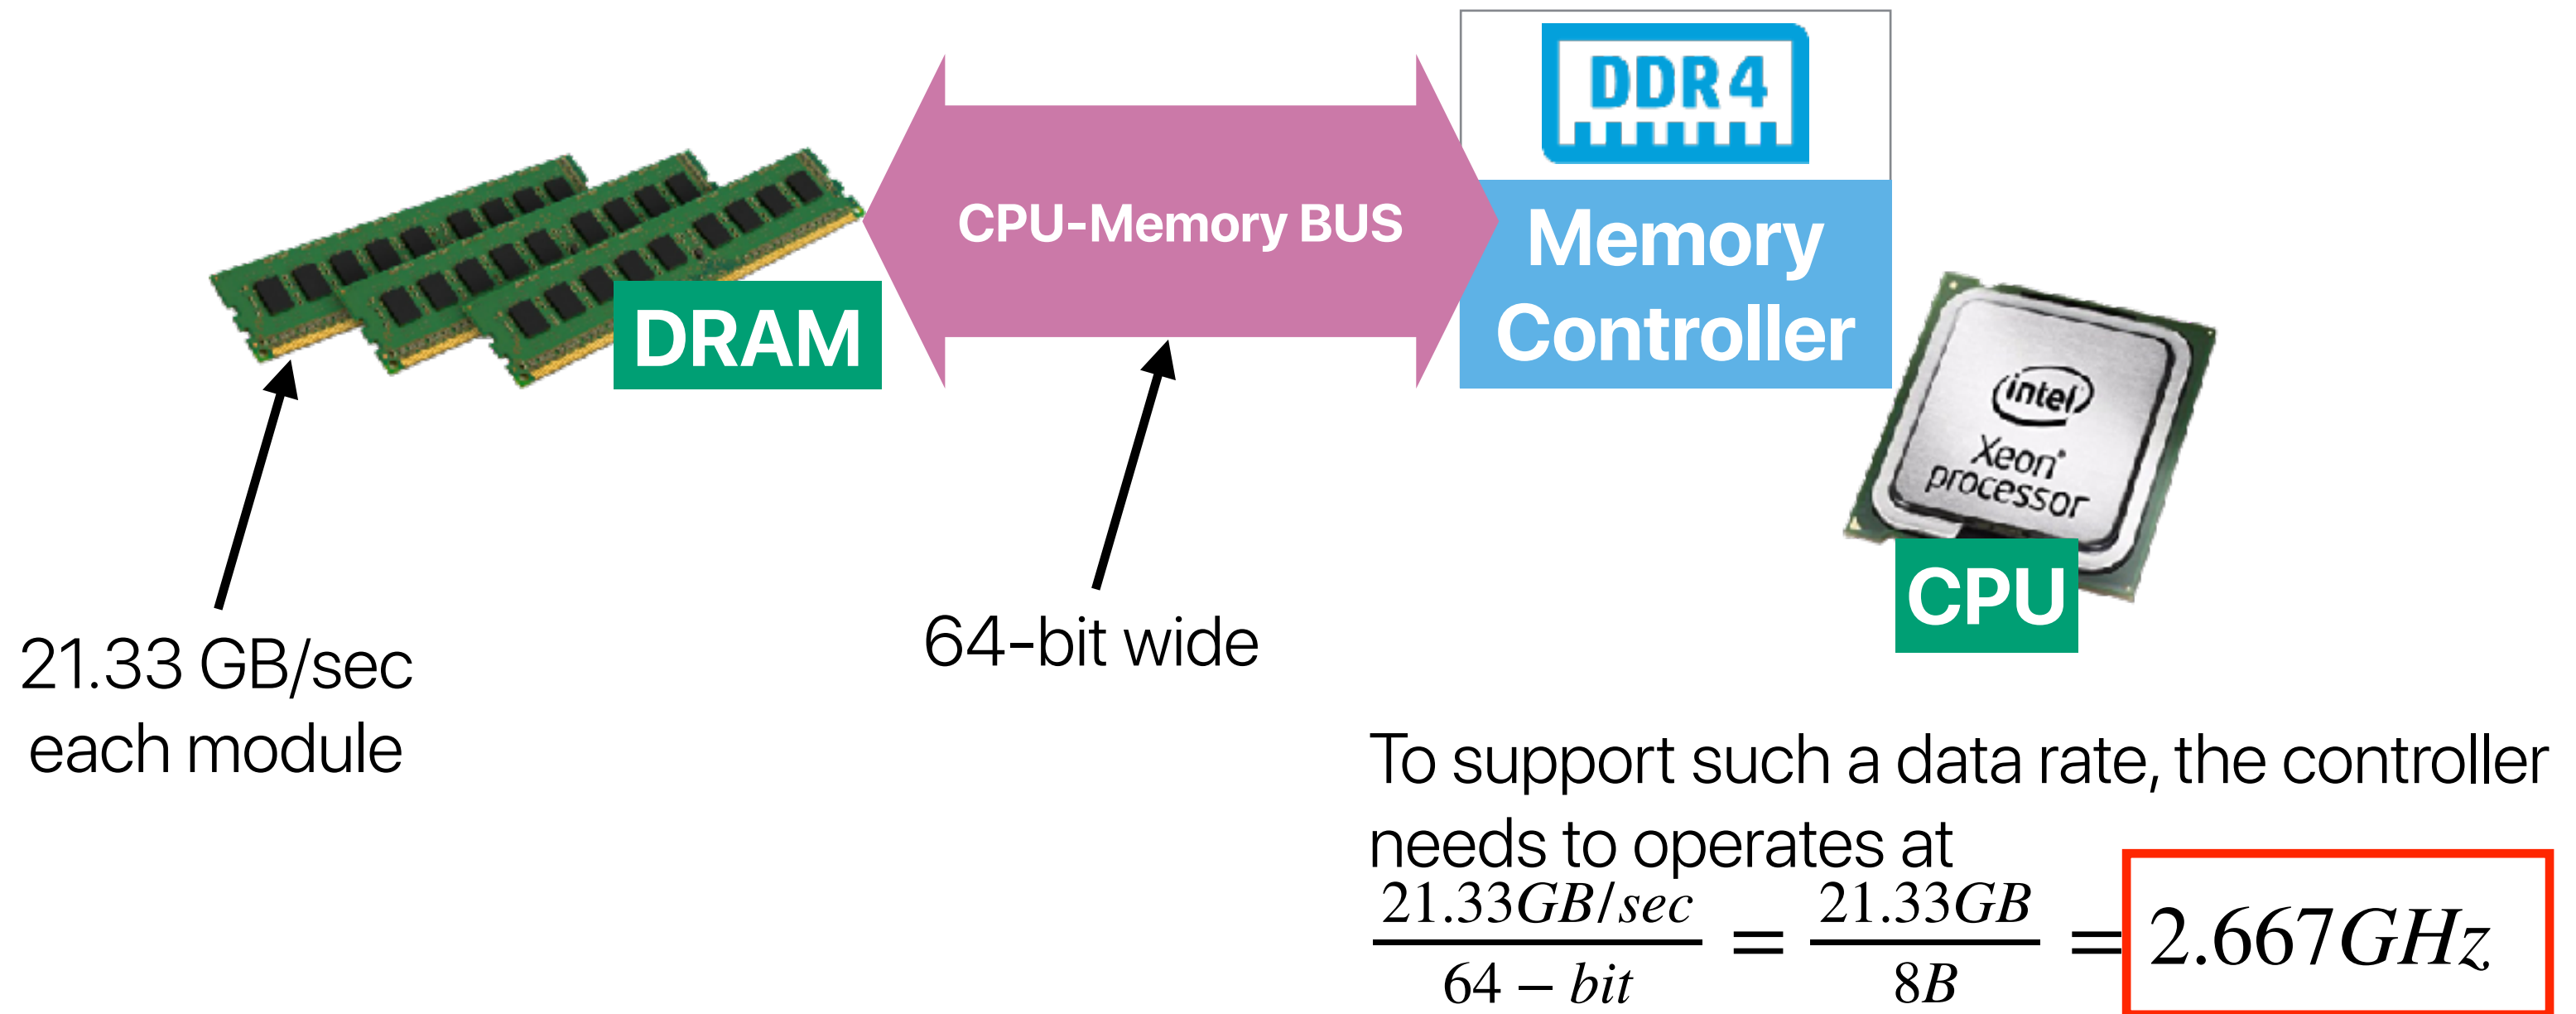 DDR4
CPU-Memory BUS
Memory
Controller
DRAM
intel
Xeon®
processor
CPU
21.33 GB/sec
each module
64-bit wide
To support such a data rate, the controller
needs to operates at
21.33GB/sec / 64 − bit = 21.33GB / 8B = 2.667GHz